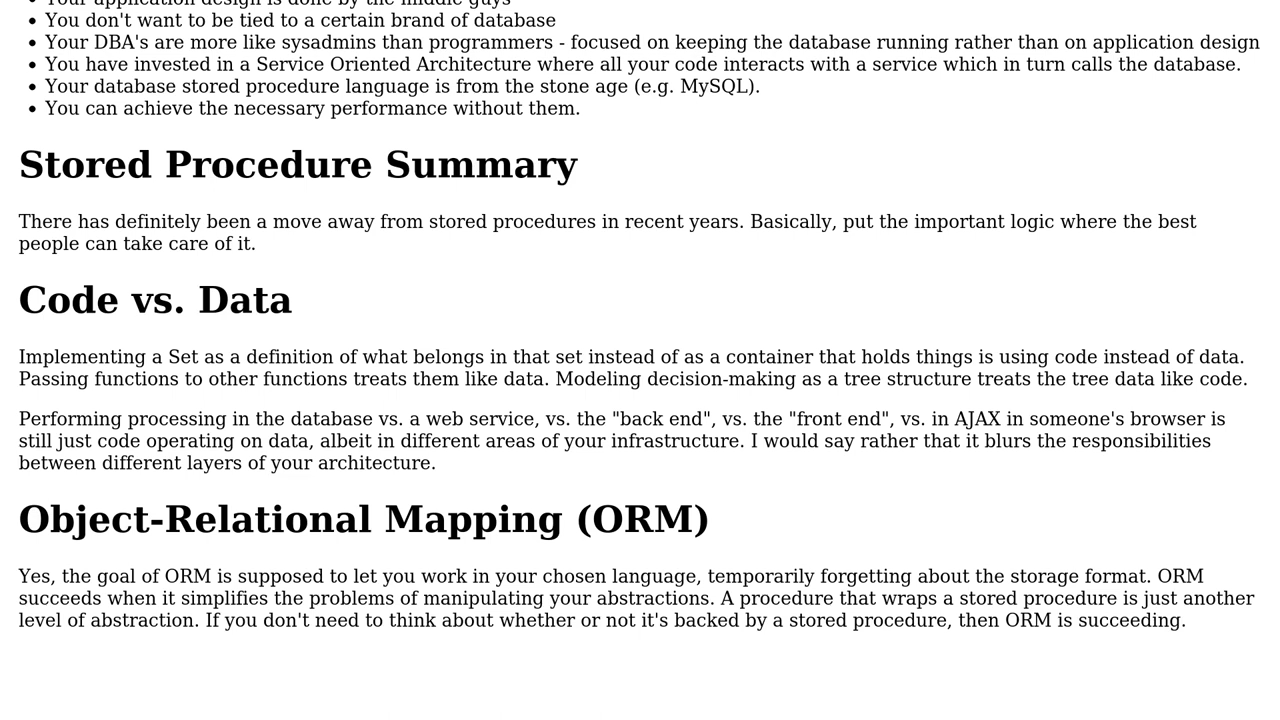 Your application design is done by the middle guys
You don't want to be tied to a certain brand of database
Your DBA's are more like sysadmins than programmers - focused on keeping the database running rather than on application design
You have invested in a Service Oriented Architecture where all your code interacts with a service which in turn calls the database.
Your database stored procedure language is from the stone age (e.g. MySQL).
You can achieve the necessary performance without them.
Stored Procedure Summary
There has definitely been a move away from stored procedures in recent years. Basically, put the important logic where the best
people can take care of it.
Code vs. Data
Implementing a Set as a definition of what belongs in that set instead of as a container that holds things is using code instead of data.
Passing functions to other functions treats them like data. Modeling decision-making as a tree structure treats the tree data like code.
Performing processing in the database vs. a web service, vs. the "back end", vs. the "front end", vs. in AJAX in someone's browser is
still just code operating on data, albeit in different areas of your infrastructure. I would say rather that it blurs the responsibilities
between different layers of your architecture.
Object-Relational Mapping (ORM)
Yes, the goal of ORM is supposed to let you work in your chosen language, temporarily forgetting about the storage format. ORM
succeeds when it simplifies the problems of manipulating your abstractions. A procedure that wraps a stored procedure is just another
level of abstraction. If you don't need to think about whether or not it's backed by a stored procedure, then ORM is succeeding.